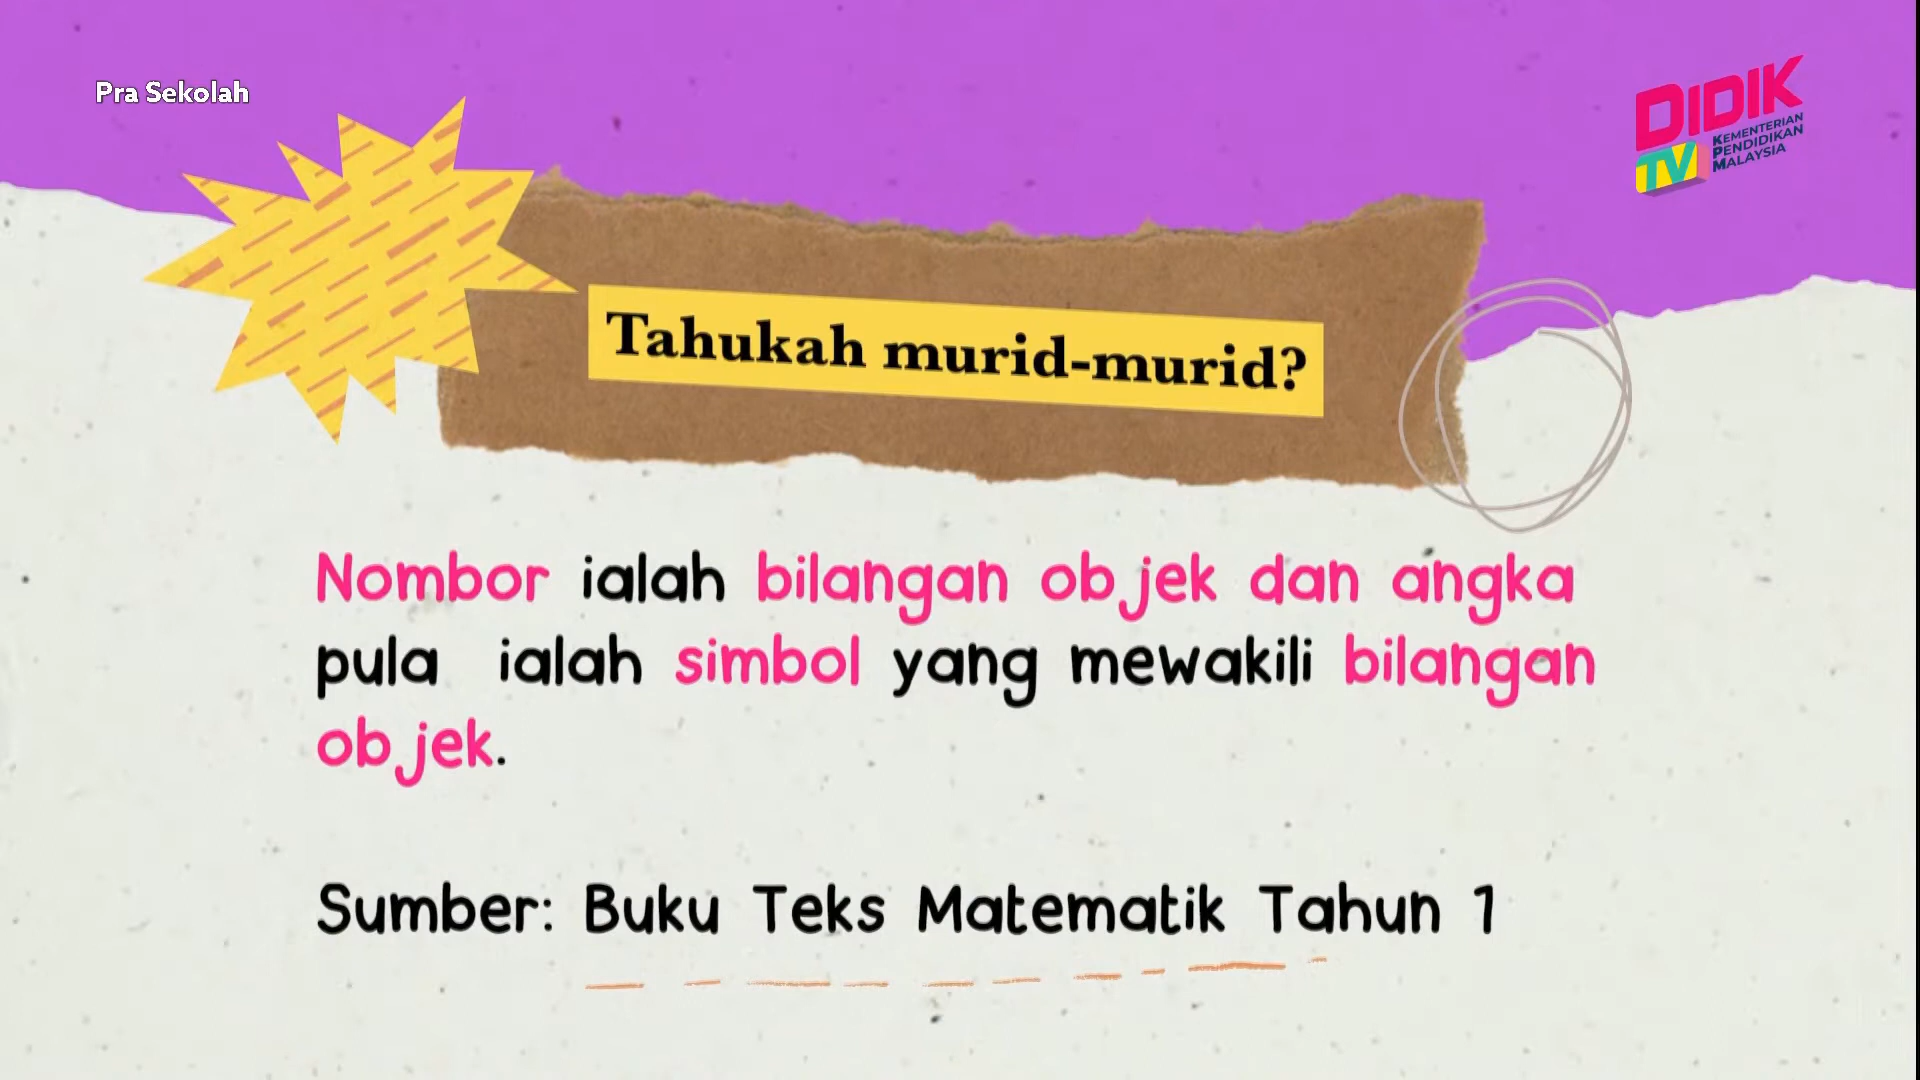 Pra Sekolah
DIDIK
TV
KEMENTERIAN
PENDIDIKAN
MALAYSIA
Tahukah murid-murid?
Nombor ialah bilangan objek dan angka
pula ialah simbol yang mewakili bilangan
objek.
Sumber: Buku Teks Matematik Tahun 1